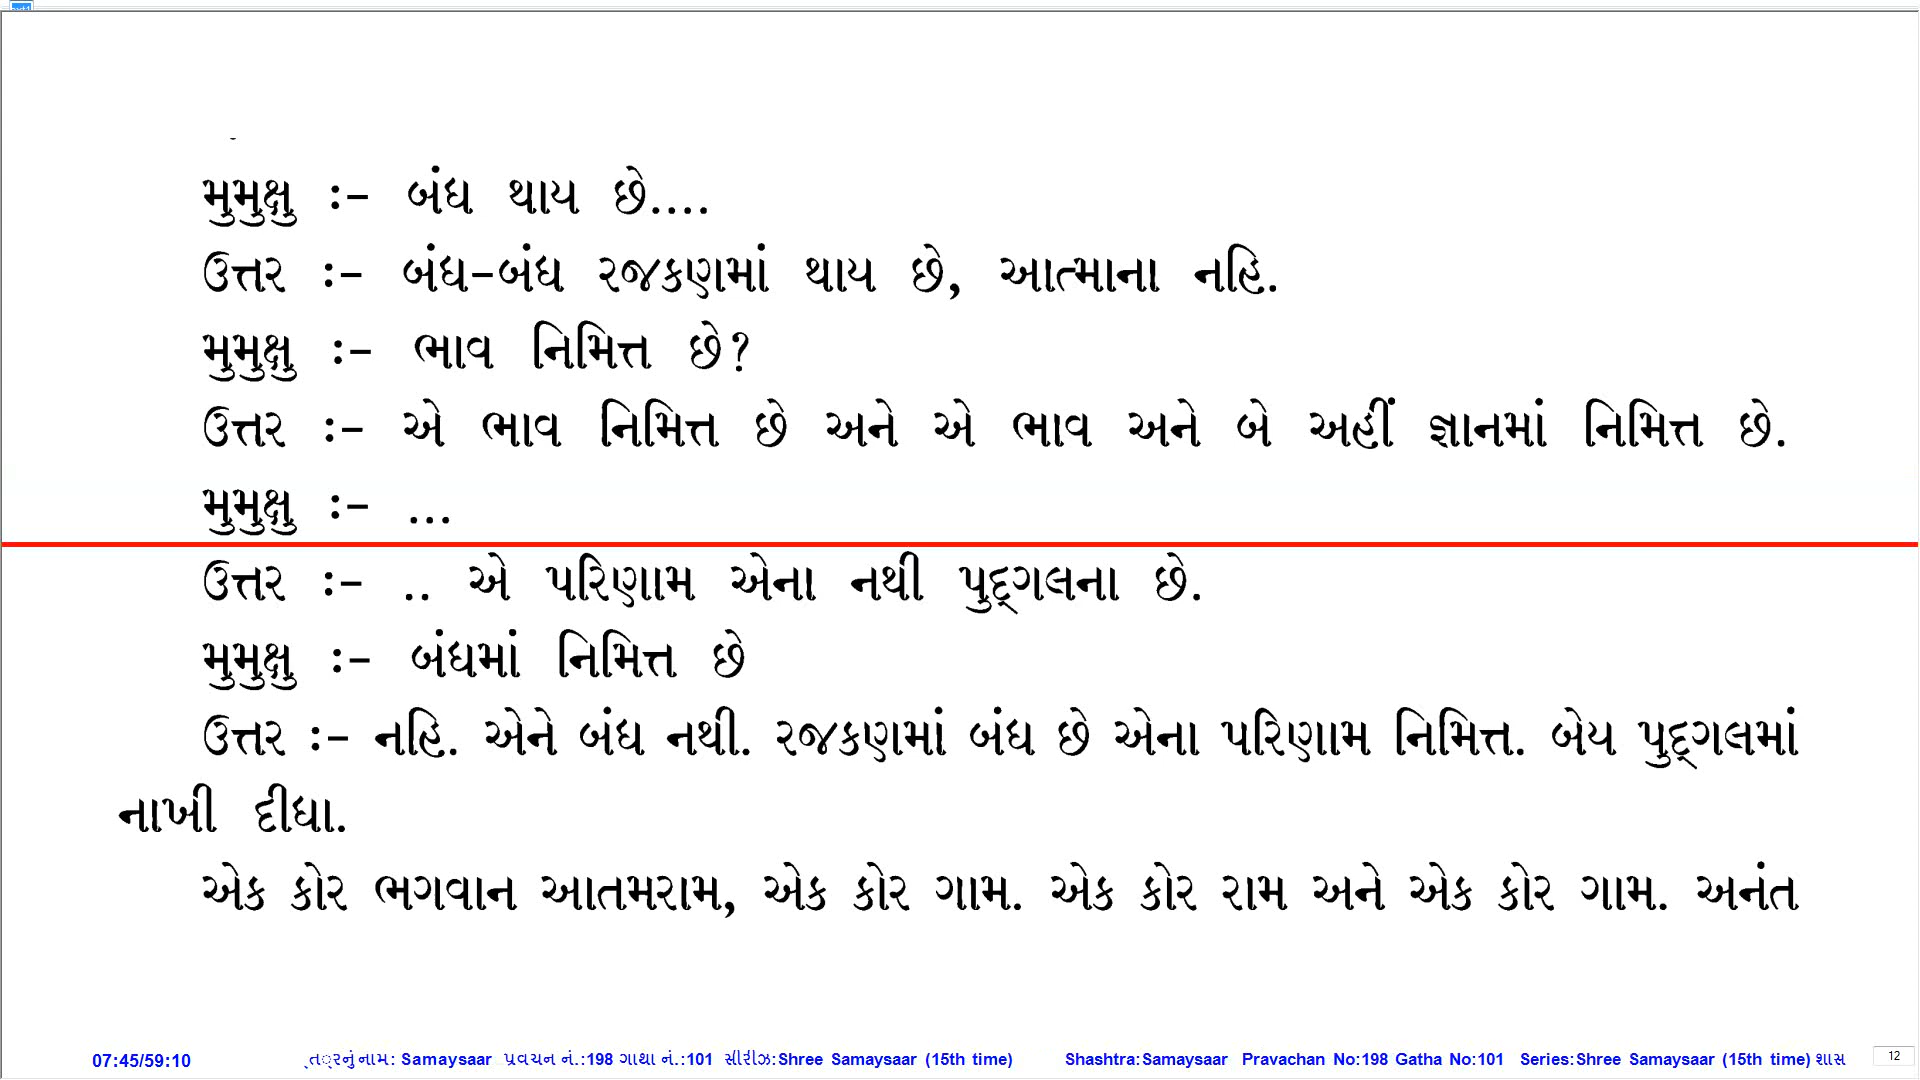 મુમુક્ષુ :- બંધ થાય છે....
ઉત્તર :- બંધ-બંધ રજકણમાં થાય છે, આત્માના નહિ.
મુમુક્ષુ :- ભાવ નિમિત્ત છે?
ઉત્તર :- એ ભાવ નિમિત્ત છે અને એ ભાવ અને બે અહીં જ્ઞાનમાં નિમિત્ત છે.
મુમુક્ષુ :- ...
ઉત્તર :- .. એ પરિણામ એના નથી પુદ્ગલના છે.
મુમુક્ષુ :- બંધમાં નિમિત્ત છે
ઉત્તર :- નહિ. એને બંધ નથી. રજકણમાં બંધ છે એના પરિણામ નિમિત્ત. બેય પુદ્ગલમાં
નાખી દીધા.
એક કોર ભગવાન આતમરામ, એક કોર ગામ. એક કોર રામ અને એક કોર ગામ. અનંત
07:45/59:10 નામ: Samaysaar પ્રવચન નં.:198 ગાથા નં.:101 સીરીઝ:Shree Samaysaar (15th time) Shashtra:Samaysaar Pravachan No:198 Gatha No:101 Series:Shree Samaysaar (15th time) શાસ 12